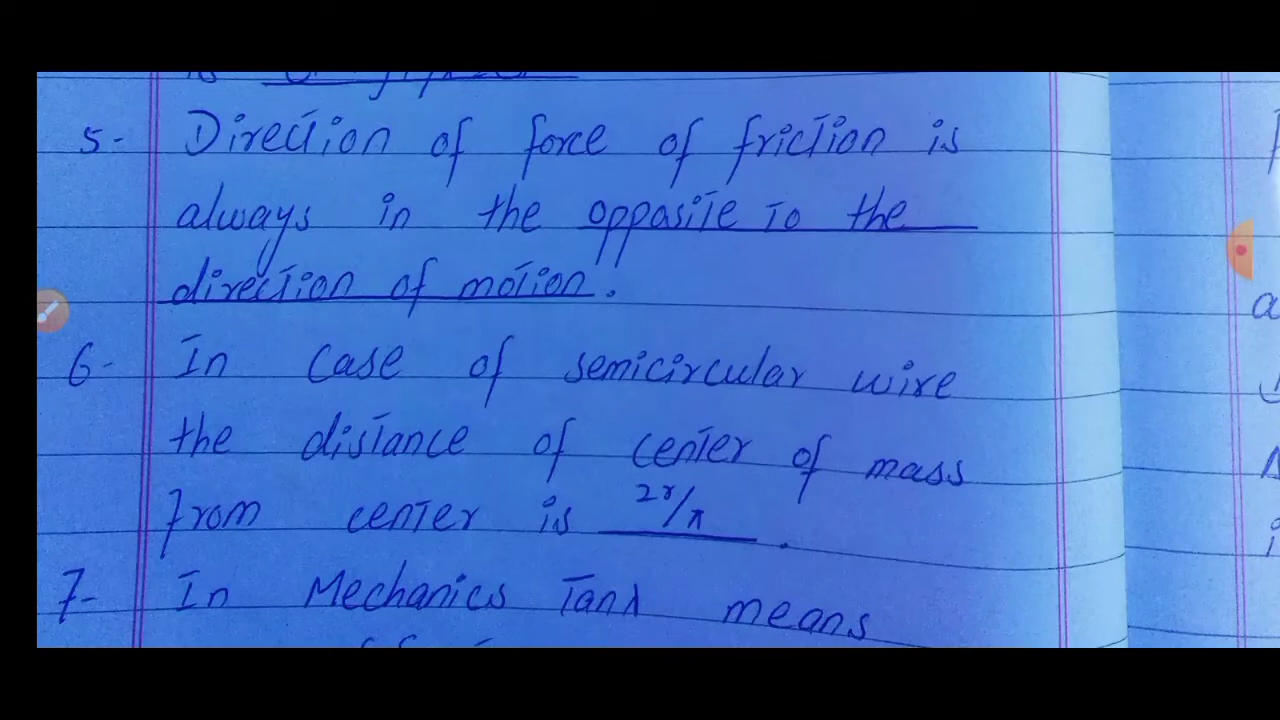 5- Direction of force of friction is
always in the opposite to the
direction of motion.
6- In case of semicircular wire
the distance of center of mass
from center is 2r/π.
7- In Mechanics Tanλ means